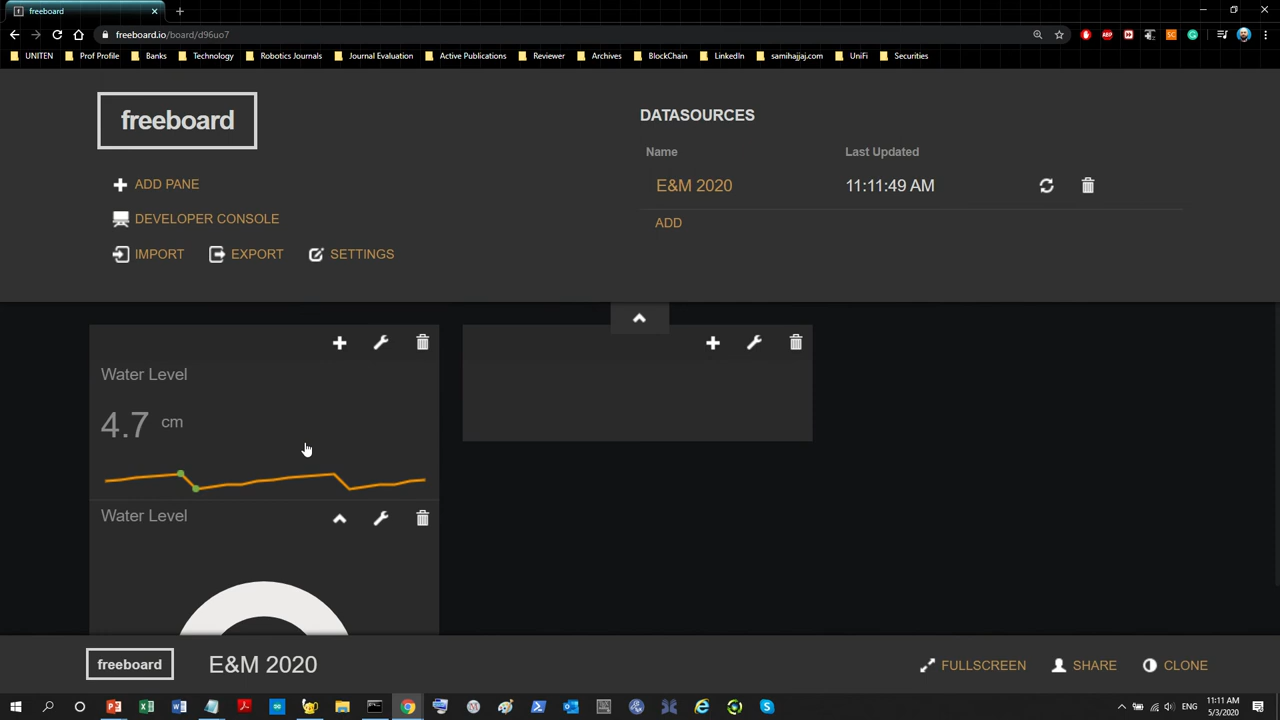 freeboard
freeboard.io/board/d96uo7
UNITEN Prof Profile Banks Technology Robotics Journals Journal Evaluation Active Publications Reviewer Archives BlockChain LinkedIn samihajjaj.com UniFi Securities
freeboard
DATASOURCES
Name Last Updated
ADD PANE
E&M 2020 11:11:49 AM
DEVELOPER CONSOLE
ADD
IMPORT EXPORT SETTINGS
Water Level
4.7 cm
Water Level
freeboard E&M 2020 FULLSCREEN SHARE CLONE
ENG
11:11 AM
5/3/2020